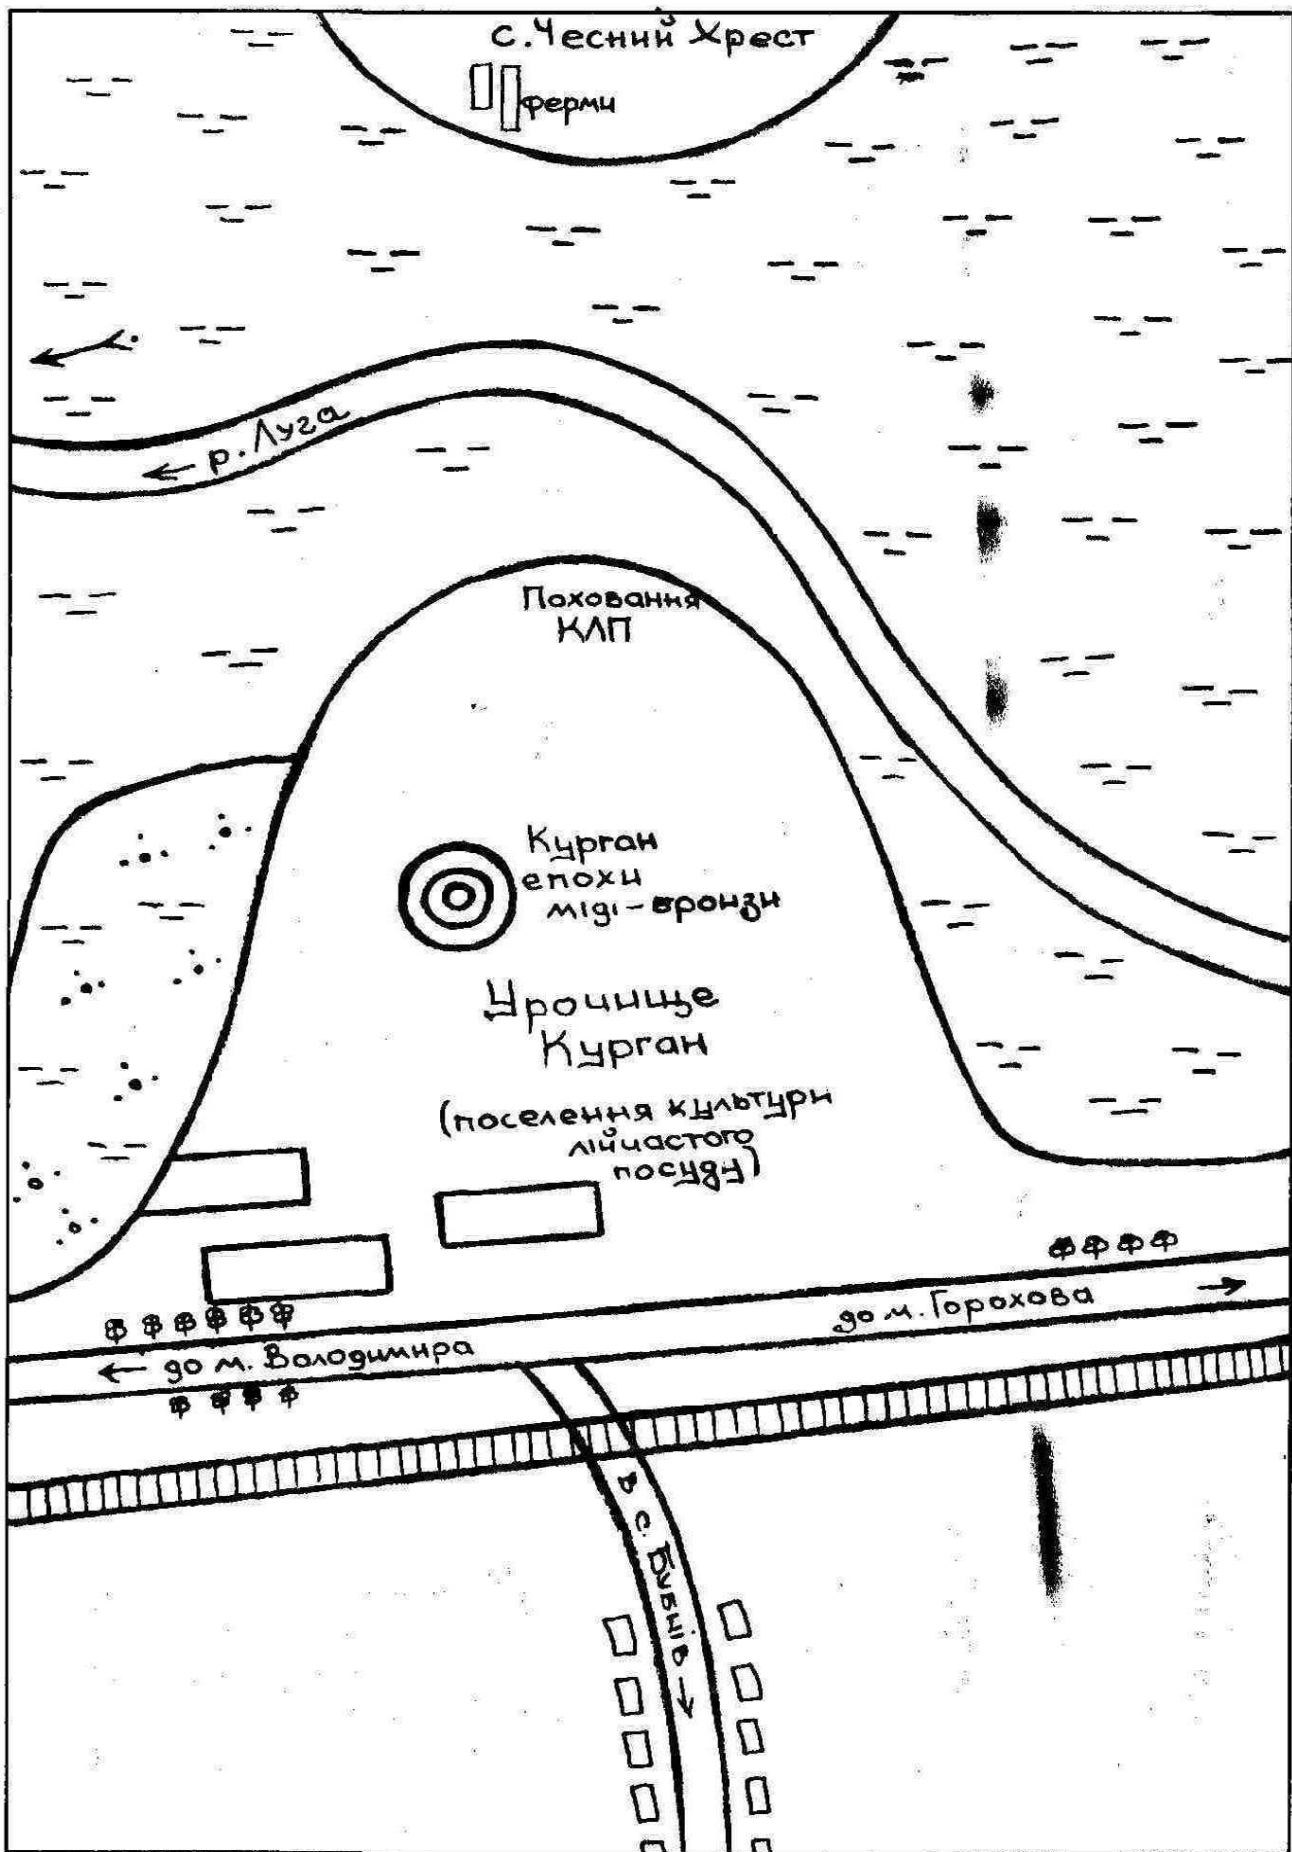 с. Чесний Хрест
ферми
← р. Луга
Поховання
КЛП
Курган
епохи
міді-бронзи
Урочище
Курган
(поселення культури
лійчастого
посуду)
до м. Горохова →
← до м. Володимира
в с. Бубнів →